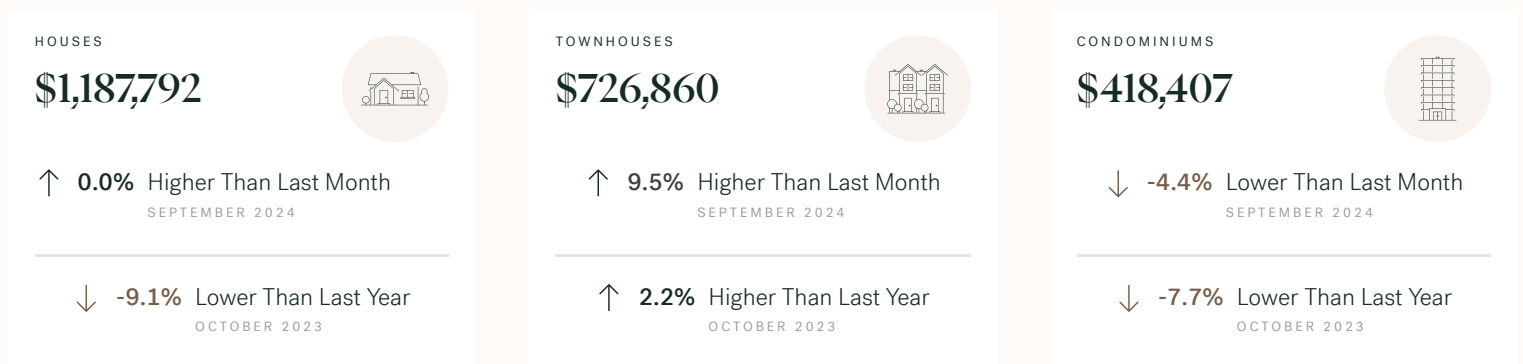 HOUSES
$1,187,792
0.0% Higher Than Last Month
SEPTEMBER 2024
-9.1% Lower Than Last Year
OCTOBER 2023
TOWNHOUSES
$726,860
9.5% Higher Than Last Month
SEPTEMBER 2024
2.2% Higher Than Last Year
OCTOBER 2023
CONDOMINIUMS
$418,407
-4.4% Lower Than Last Month
SEPTEMBER 2024
-7.7% Lower Than Last Year
OCTOBER 2023